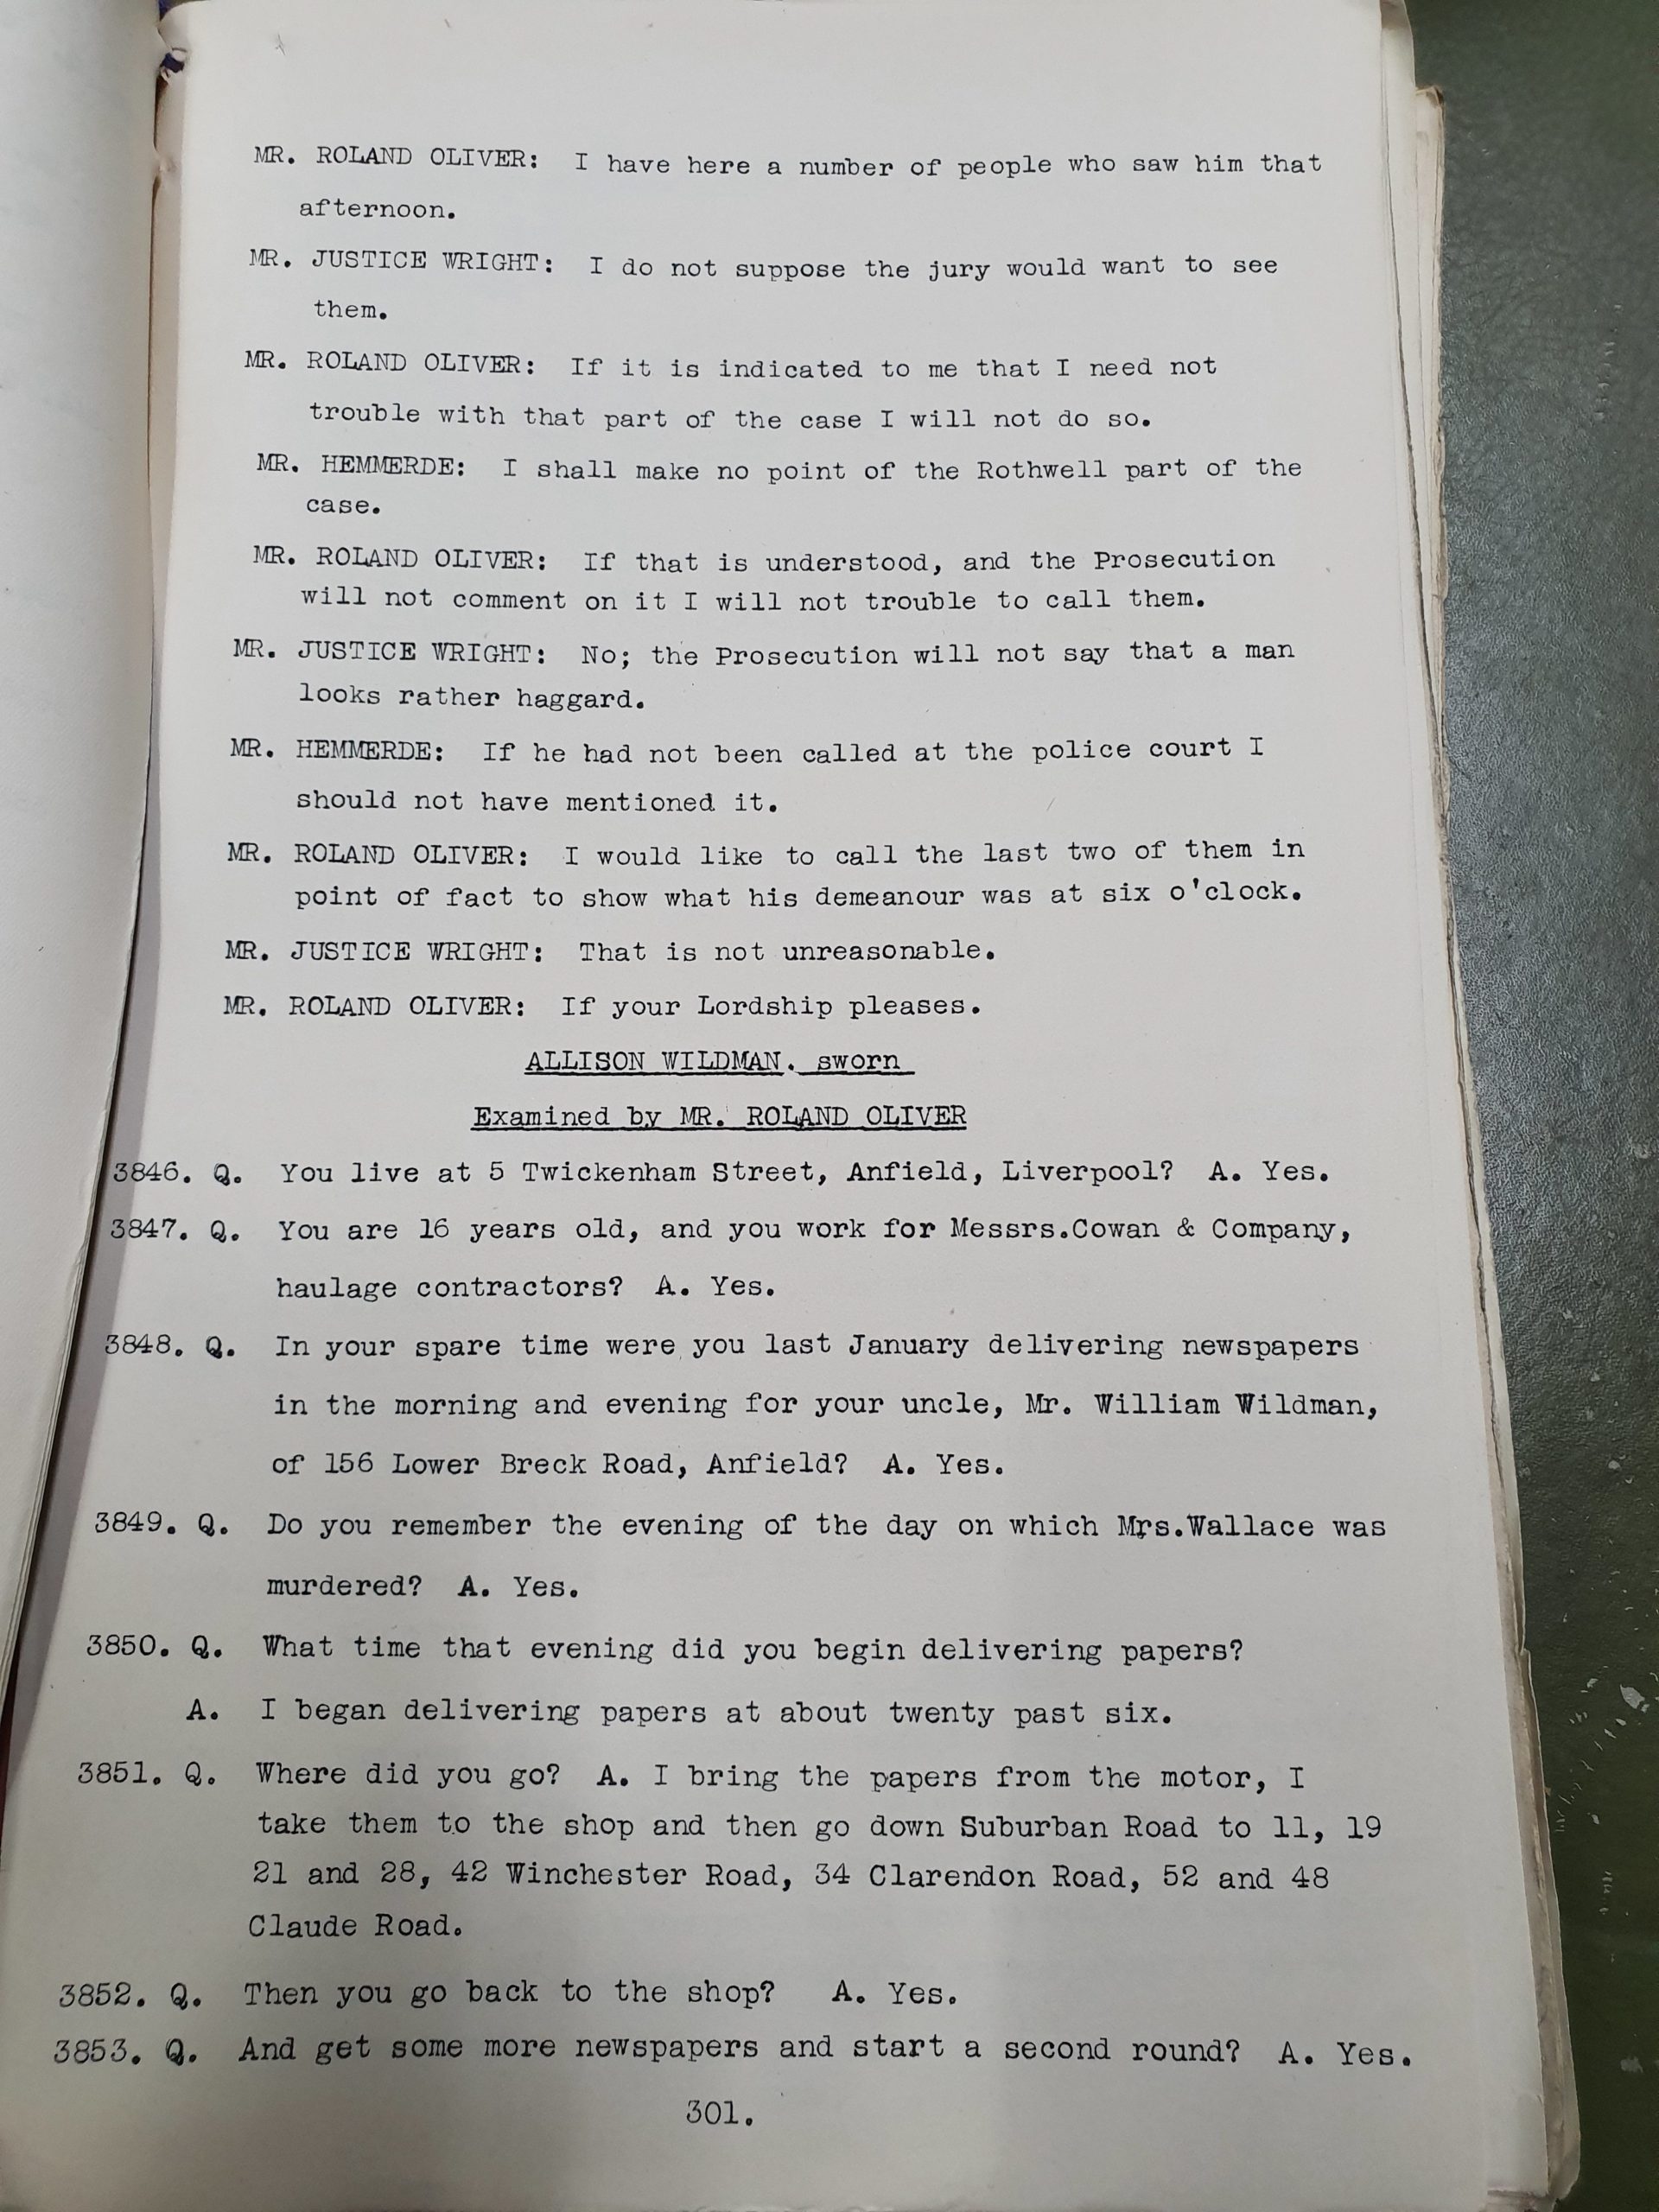 MR. ROLAND OLIVER: I have here a number of people who saw him that
afternoon.
MR. JUSTICE WRIGHT: I do not suppose the jury would want to see
them.
MR. ROLAND OLIVER: If it is indicated to me that I need not
trouble with that part of the case I will not do so.
MR. HEMMERDE: I shall make no point of the Rothwell part of the
case.
MR. ROLAND OLIVER: If that is understood, and the Prosecution
will not comment on it I will not trouble to call them.
MR. JUSTICE WRIGHT: No; the Prosecution will not say that a man
looks rather haggard.
MR. HEMMERDE: If he had not been called at the police court I
should not have mentioned it.
MR. ROLAND OLIVER: I would like to call the last two of them in
point of fact to show what his demeanour was at six o'clock.
MR. JUSTICE WRIGHT: That is not unreasonable.
MR. ROLAND OLIVER: If your Lordship pleases.
ALLISON WILDMAN. sworn
Examined by MR. ROLAND OLIVER
3846. Q. You live at 5 Twickenham Street, Anfield, Liverpool? A. Yes.
3847. Q. You are 16 years old, and you work for Messrs.Cowan & Company,
haulage contractors? A. Yes.
3848. Q. In your spare time were you last January delivering newspapers
in the morning and evening for your uncle, Mr. William Wildman,
of 156 Lower Breck Road, Anfield? A. Yes.
3849. Q. Do you remember the evening of the day on which Mrs.Wallace was
murdered? A. Yes.
3850. Q. What time that evening did you begin delivering papers?
A. I began delivering papers at about twenty past six.
3851. Q. Where did you go? A. I bring the papers from the motor, I
take them to the shop and then go down Suburban Road to 11, 19
21 and 28, 42 Winchester Road, 34 Clarendon Road, 52 and 48
Claude Road.
3852. Q. Then you go back to the shop? A. Yes.
3853. Q. And get some more newspapers and start a second round? A. Yes.
301.